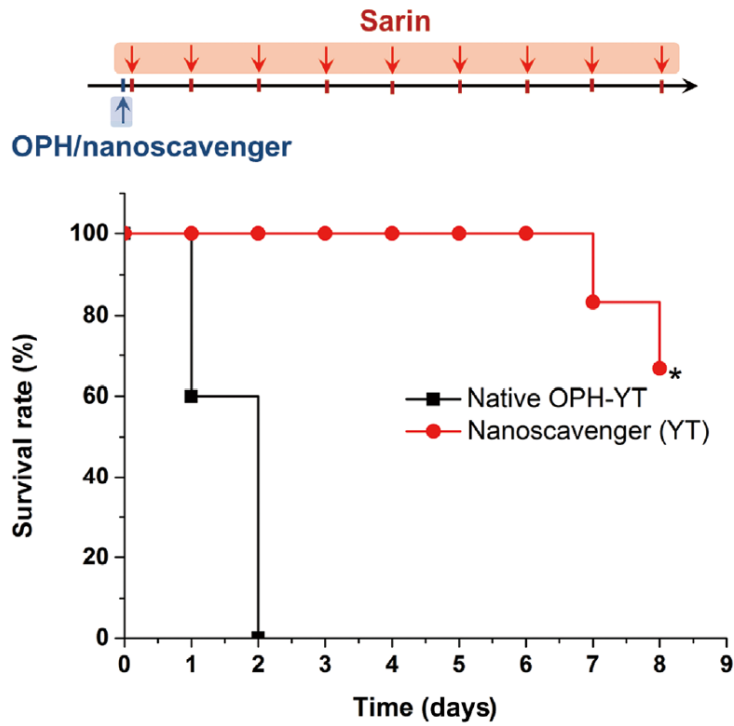 Sarin
OPH/nanoscavenger
100
80
60
40
20
0
Survival rate (%)
Native OPH-YT
Nanoscavenger (YT)
*
0 1 2 3 4 5 6 7 8 9
Time (days)